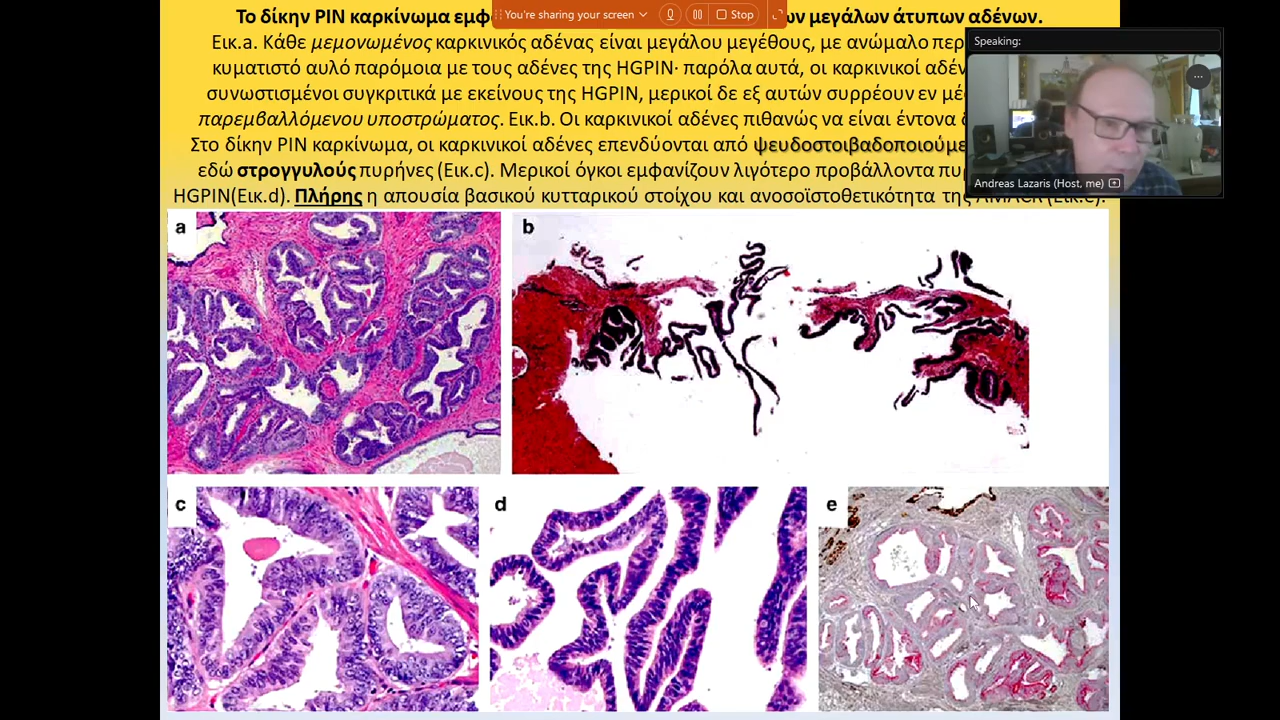 Το δίκην PIN καρκίνωμα εμφ
ων μεγάλων άτυπων αδένων.
You're sharing your screen
Stop
Εικ.a. Κάθε μεμονωμένος καρκινικός αδένας είναι μεγάλου μεγέθους, με ανώμαλο περ
κυματιστό αυλό παρόμοια με τους αδένες της HGPIN· παρόλα αυτά, οι καρκινικοί αδέν
συνωστισμένοι συγκριτικά με εκείνους της HGPIN, μερικοί δε εξ αυτών συρρέουν εν μέ
παρεμβαλλόμενου υποστρώματος. Εικ.b. Οι καρκινικοί αδένες πιθανώς να είναι έντονα
Στο δίκην PIN καρκίνωμα, οι καρκινικοί αδένες επενδύονται από ψευδοστοιβαδοποιούμε
εδώ στρογγυλούς πυρήνες (Εικ.c). Μερικοί όγκοι εμφανίζουν λιγότερο προβάλλοντα πυρ
HGPIN(Εικ.d). Πλήρης η απουσία βασικού κυτταρικού στοίχου και ανοσοϊστοθετικότητα της AMACR (Εικ.e).
Speaking:
Andreas Lazaris (Host, me)
a
b
c
d
e